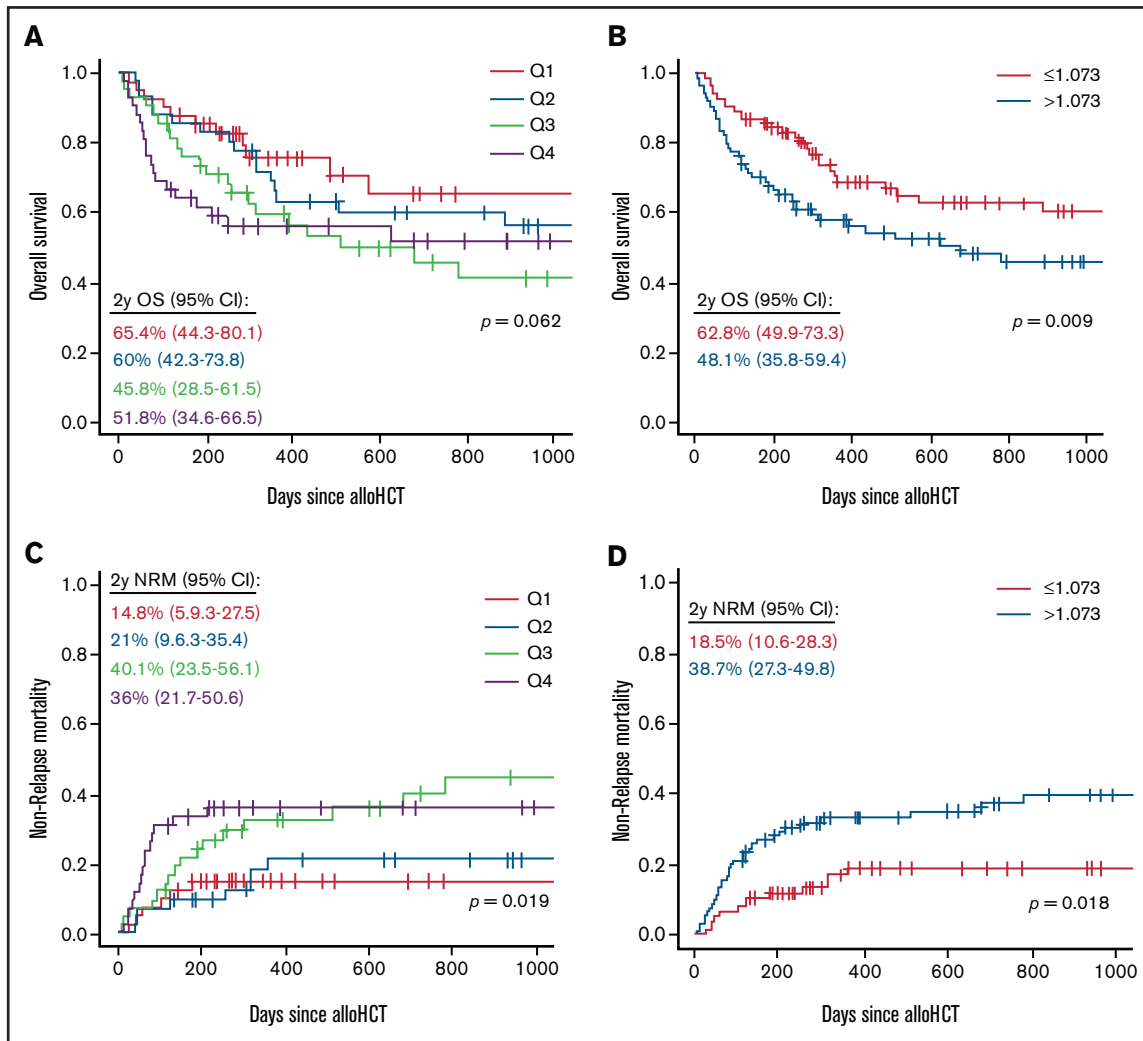 A
1.0
0.8
0.6
0.4
0.2
0.0
Overall survival
Q1
Q2
Q3
Q4
2y OS (95% CI):
65.4% (44.3-80.1)
60% (42.3-73.8)
45.8% (28.5-61.5)
51.8% (34.6-66.5)
p = 0.062
0 200 400 600 800 1000
Days since alloHCT
B
1.0
0.8
0.6
0.4
0.2
0.0
Overall survival
≤1.073
>1.073
2y OS (95% CI):
62.8% (49.9-73.3)
48.1% (35.8-59.4)
p = 0.009
0 200 400 600 800 1000
Days since alloHCT
C
2y NRM (95% CI):
14.8% (5.9.3-27.5)
21% (9.6.3-35.4)
40.1% (23.5-56.1)
36% (21.7-50.6)
1.0
0.8
0.6
0.4
0.2
0.0
Non-Relapse mortality
Q1
Q2
Q3
Q4
p = 0.019
0 200 400 600 800 1000
Days since alloHCT
D
1.0
0.8
0.6
0.4
0.2
0.0
Non-Relapse mortality
≤1.073
>1.073
2y NRM (95% CI):
18.5% (10.6-28.3)
38.7% (27.3-49.8)
p = 0.018
0 200 400 600 800 1000
Days since alloHCT